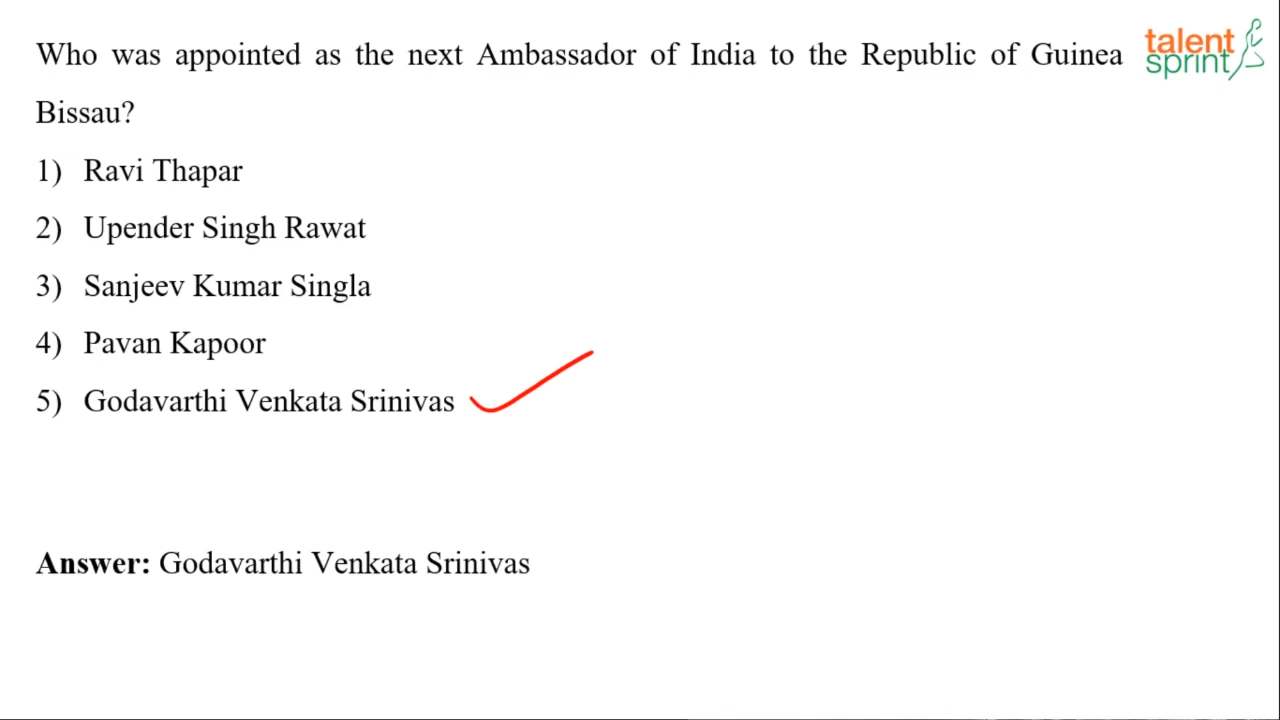 Who was appointed as the next Ambassador of India to the Republic of Guinea
Bissau?
1) Ravi Thapar
2) Upender Singh Rawat
3) Sanjeev Kumar Singla
4) Pavan Kapoor
5) Godavarthi Venkata Srinivas
Answer: Godavarthi Venkata Srinivas
talent
sprint